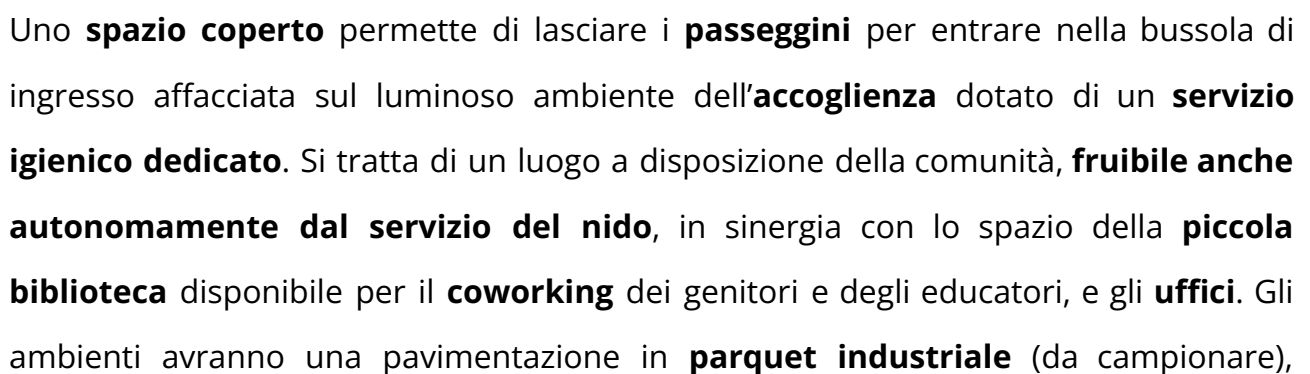 Uno spazio coperto permette di lasciare i passeggini per entrare nella bussola di
ingresso affacciata sul luminoso ambiente dell'accoglienza dotato di un servizio
igienico dedicato. Si tratta di un luogo a disposizione della comunità, fruibile anche
autonomamente dal servizio del nido, in sinergia con lo spazio della piccola
biblioteca disponibile per il coworking dei genitori e degli educatori, e gli uffici. Gli
ambienti avranno una pavimentazione in parquet industriale (da campionare),